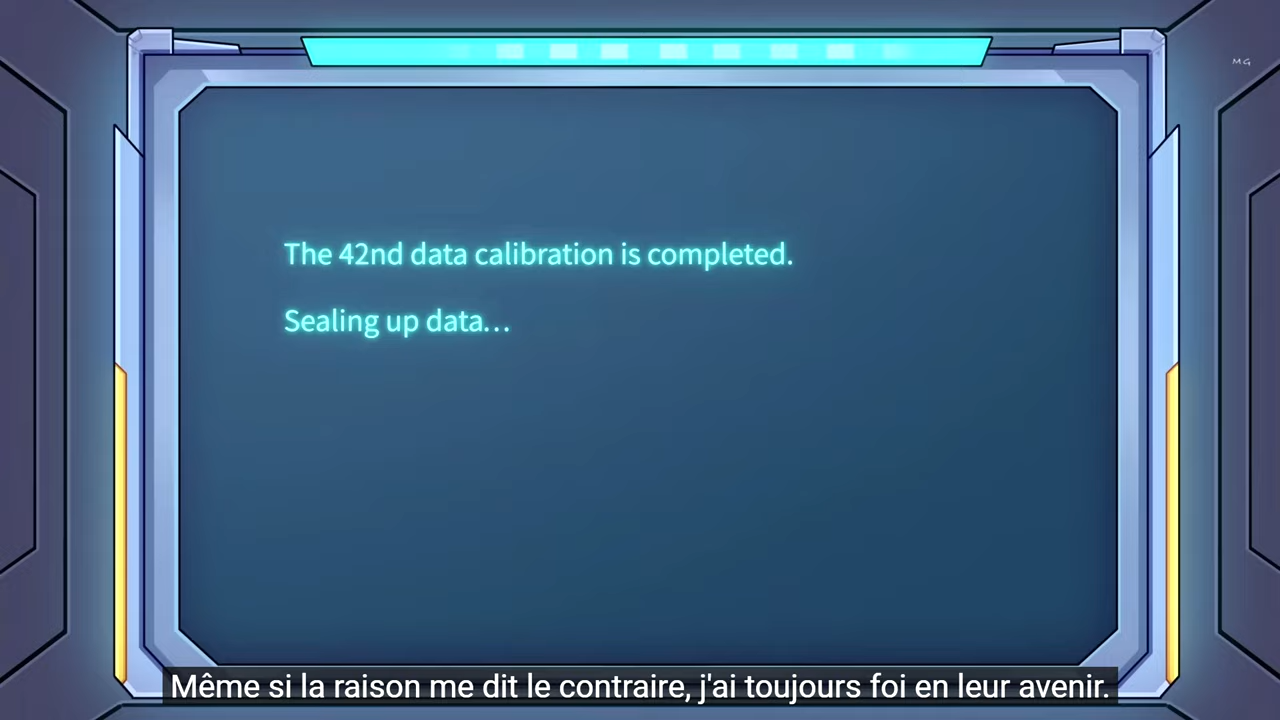 MG
The 42nd data calibration is completed.
Sealing up data...
Même si la raison me dit le contraire, j'ai toujours foi en leur avenir.